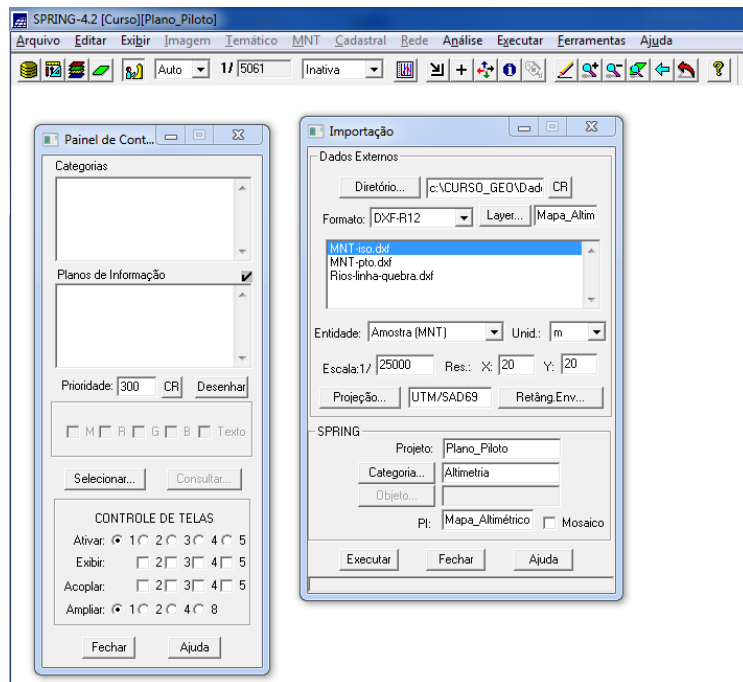 SPRING-4.2 [Curso][Plano_Piloto]
Arquivo Editar Exibir Imagem Temático MNT Cadastral Rede Análise Executar Ferramentas Ajuda
Auto 1/ 5061 Inativa
Painel de Cont...
Categorias
Planos de Informação
Prioridade: 300 CR Desenhar
M R G B Texto
Selecionar... Consultar...
CONTROLE DE TELAS
Ativar: 1 2 3 4 5
Exibir: 2 3 4 5
Acoplar: 2 3 4 5
Ampliar: 1 2 4 8
Fechar Ajuda
Importação
Dados Externos
Diretório... c:\CURSO_GEO\Dad CR
Formato: DXF-R12 Layer... Mapa_Altim
MNT-iso.dxf
MNT-pto.dxf
Rios-linha-quebra.dxf
Entidade: Amostra (MNT) Unid.: m
Escala:1/ 25000 Res.: X: 20 Y: 20
Projeção... UTM/SAD69 Retâng.Env...
SPRING
Projeto: Plano_Piloto
Categoria... Altimetria
Objeto...
PI: Mapa_Altimétrico Mosaico
Executar Fechar Ajuda